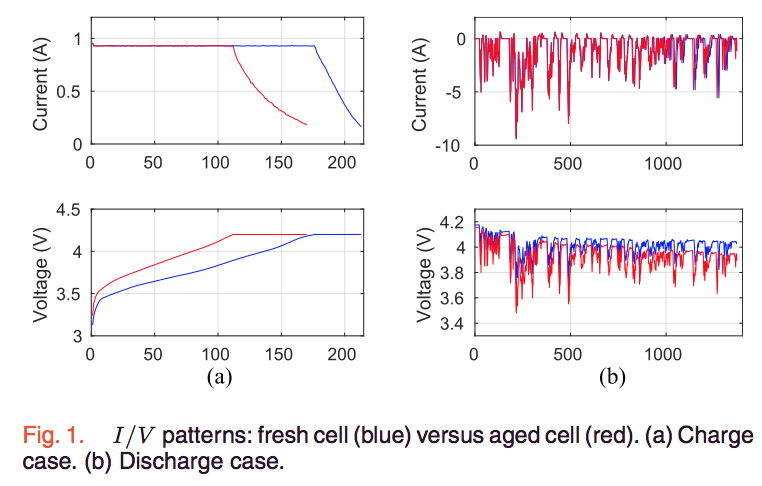 Current (A)
1
0.5
0
0 50 100 150 200
Current (A)
0
-5
-10
0 500 1000
Voltage (V)
4.5
4
3.5
3
0 50 100 150 200
(a)
Voltage (V)
4.2
4
3.8
3.6
3.4
0 500 1000
(b)
Fig. 1. I/V patterns: fresh cell (blue) versus aged cell (red). (a) Charge
case. (b) Discharge case.